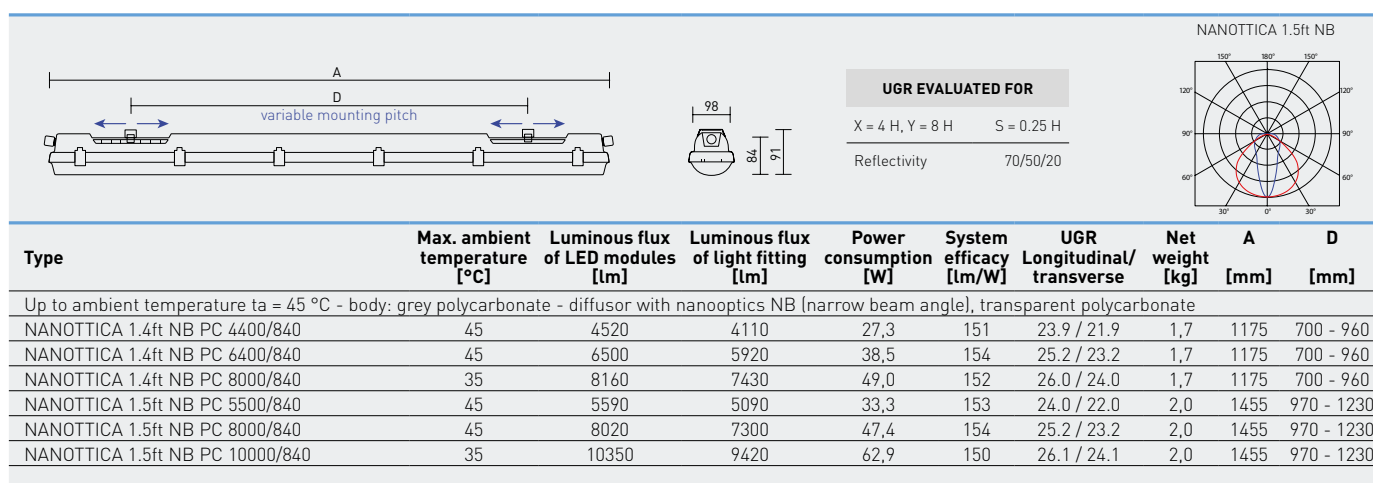 NANOTTICA 1.5ft NB
150° 180° 150°
120° 120°
90° 90°
60° 60°
30° 0° 30°
A
D
variable mounting pitch
98
84
91
UGR EVALUATED FOR
X = 4 H, Y = 8 H S = 0.25 H
Reflectivity 70/50/20
Type Max. ambient temperature [°C] Luminous flux of LED modules [lm] Luminous flux of light fitting [lm] Power consumption [W] System efficacy [lm/W] UGR Longitudinal/ transverse Net weight [kg] A [mm] D [mm]
Up to ambient temperature ta = 45 °C - body: grey polycarbonate - diffusor with nanooptics NB (narrow beam angle), transparent polycarbonate
NANOTTICA 1.4ft NB PC 4400/840 45 4520 4110 27,3 151 23.9 / 21.9 1,7 1175 700 - 960
NANOTTICA 1.4ft NB PC 6400/840 45 6500 5920 38,5 154 25.2 / 23.2 1,7 1175 700 - 960
NANOTTICA 1.4ft NB PC 8000/840 35 8160 7430 49,0 152 26.0 / 24.0 1,7 1175 700 - 960
NANOTTICA 1.5ft NB PC 5500/840 45 5590 5090 33,3 153 24.0 / 22.0 2,0 1455 970 - 1230
NANOTTICA 1.5ft NB PC 8000/840 45 8020 7300 47,4 154 25.2 / 23.2 2,0 1455 970 - 1230
NANOTTICA 1.5ft NB PC 10000/840 35 10350 9420 62,9 150 26.1 / 24.1 2,0 1455 970 - 1230